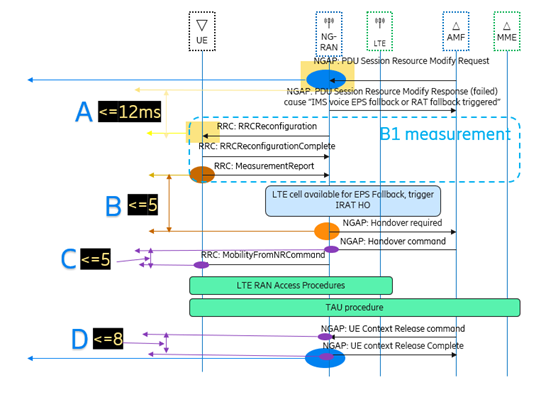 UE
NG-
RAN
LTE
AMF
MME
NGAP: PDU Session Resource Modify Request
NGAP: PDU Session Resource Modify Response (failed)
cause "IMS voice EPS fallback or RAT fallback triggered"
A <=12ms
RRC: RRCReconfiguration
B1 measurement
RRC: RRCReconfigurationComplete
RRC: MeasurementReport
LTE cell available for EPS Fallback, trigger
IRAT HO
B <=5
NGAP: Handover required
NGAP: Handover command
C <=5
RRC: MobilityFromNRCommand
LTE RAN Access Procedures
TAU procedure
NGAP: UE Context Release command
D <=8
NGAP: UE context Release Complete